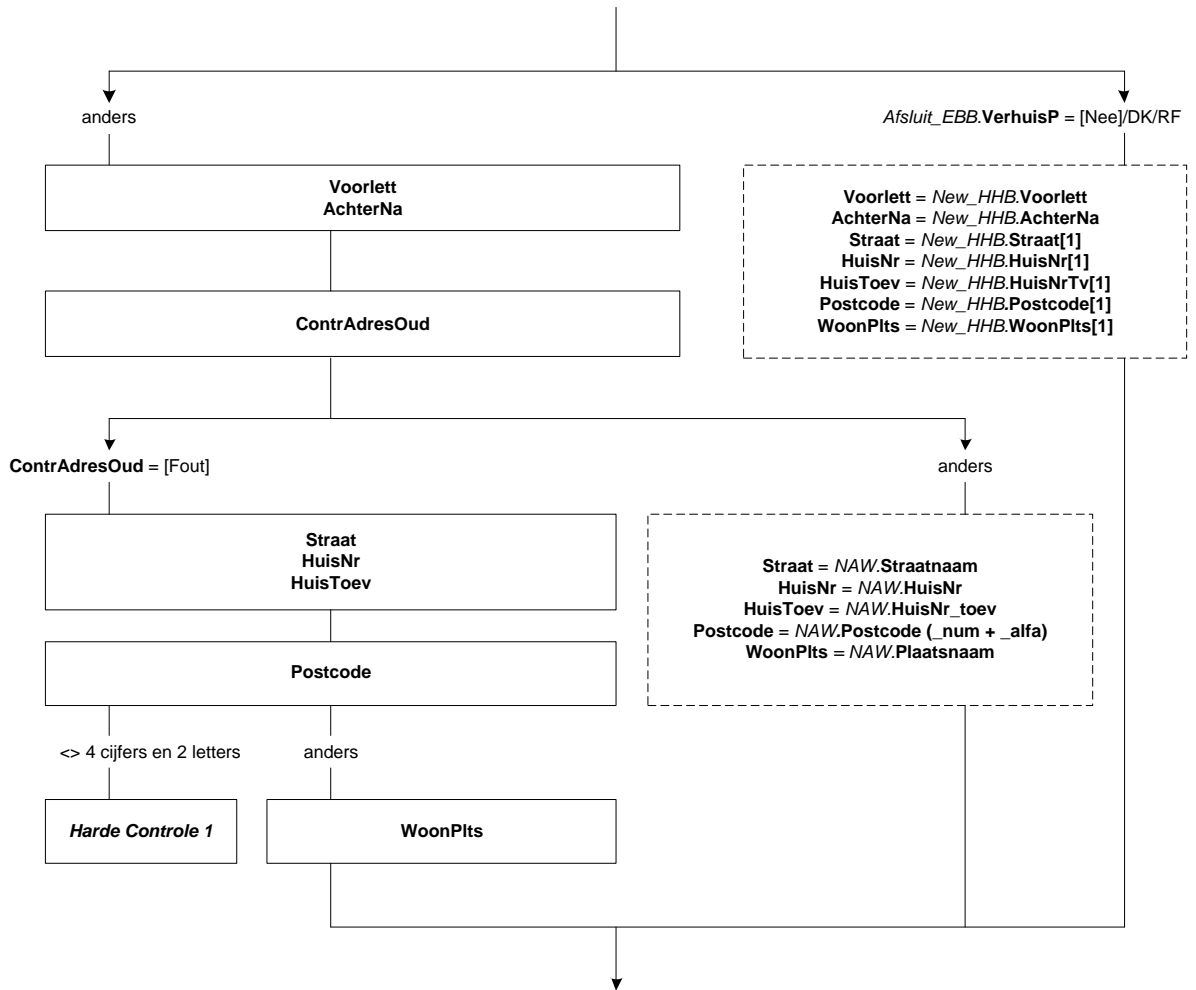 anders
Afsluit_EBB.VerhuisP = [Nee]/DK/RF
Voorlett
AchterNa
Voorlett = New_HHB.Voorlett
AchterNa = New_HHB.AchterNa
Straat = New_HHB.Straat[1]
HuisNr = New_HHB.HuisNr[1]
HuisToev = New_HHB.HuisNrTv[1]
Postcode = New_HHB.Postcode[1]
WoonPlts = New_HHB.WoonPlts[1]
ContrAdresOud
ContrAdresOud = [Fout]
anders
Straat
HuisNr
HuisToev
Straat = NAW.Straatnaam
HuisNr = NAW.HuisNr
HuisToev = NAW.HuisNr_toev
Postcode = NAW.Postcode (_num + _alfa)
WoonPlts = NAW.Plaatsnaam
Postcode
<> 4 cijfers en 2 letters
anders
Harde Controle 1
WoonPlts